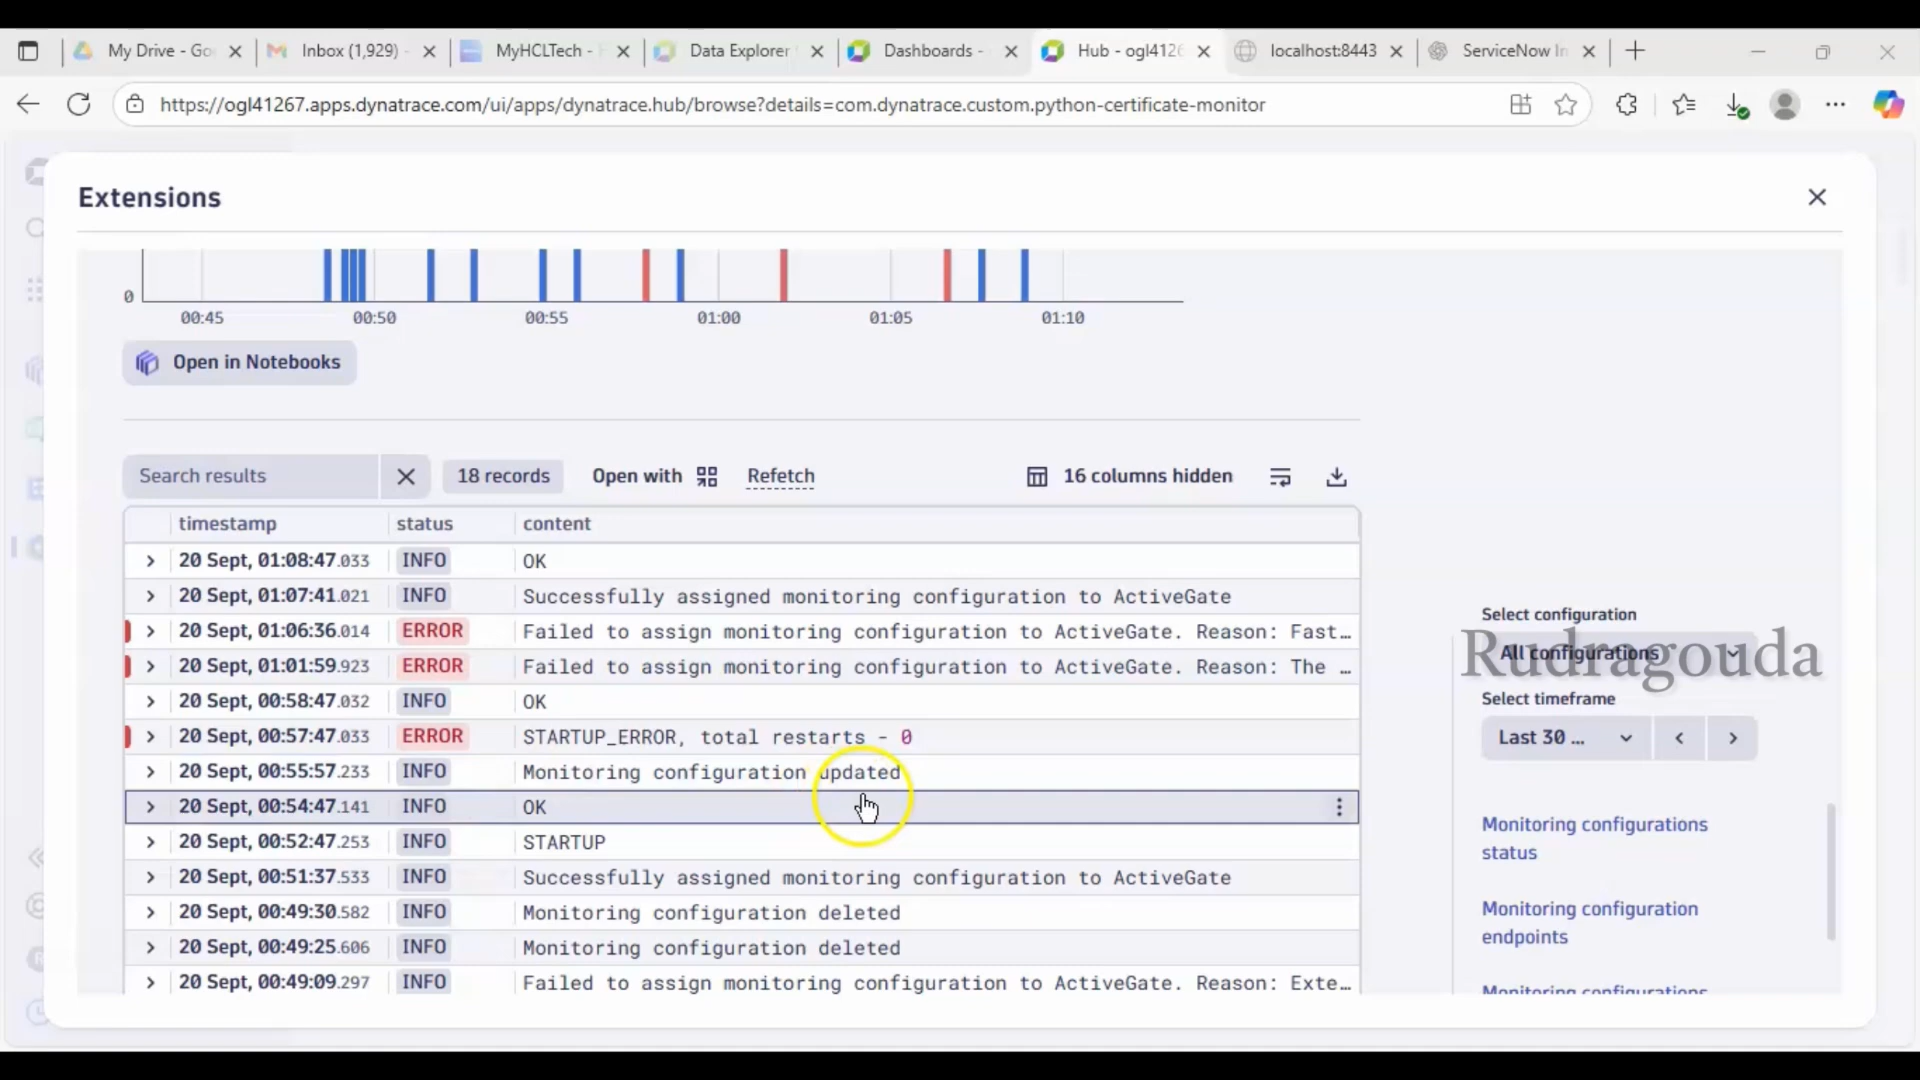 My Drive - Go
Inbox (1,929) -
MyHCLTech -
Data Explorer
Dashboards -
Hub - ogl4126
localhost:8443
ServiceNow In
https://ogl41267.apps.dynatrace.com/ui/apps/dynatrace.hub/browse?details=com.dynatrace.custom.python-certificate-monitor
Extensions
0
00:45 00:50 00:55 01:00 01:05 01:10
Open in Notebooks
Search results 18 records Open with Refetch 16 columns hidden
timestamp status content
20 Sept, 01:08:47.033 INFO OK
20 Sept, 01:07:41.021 INFO Successfully assigned monitoring configuration to ActiveGate
20 Sept, 01:06:36.014 ERROR Failed to assign monitoring configuration to ActiveGate. Reason: Fast…
20 Sept, 01:01:59.923 ERROR Failed to assign monitoring configuration to ActiveGate. Reason: The …
20 Sept, 00:58:47.032 INFO OK
20 Sept, 00:57:47.033 ERROR STARTUP_ERROR, total restarts - 0
20 Sept, 00:55:57.233 INFO Monitoring configuration updated
20 Sept, 00:54:47.141 INFO OK
20 Sept, 00:52:47.253 INFO STARTUP
20 Sept, 00:51:37.533 INFO Successfully assigned monitoring configuration to ActiveGate
20 Sept, 00:49:30.582 INFO Monitoring configuration deleted
20 Sept, 00:49:25.606 INFO Monitoring configuration deleted
20 Sept, 00:49:09.297 INFO Failed to assign monitoring configuration to ActiveGate. Reason: Exte…
Select configuration
All configurations
Rudragouda
Select timeframe
Last 30 ...
Monitoring configurations
status
Monitoring configuration
endpoints
Monitoring configurations